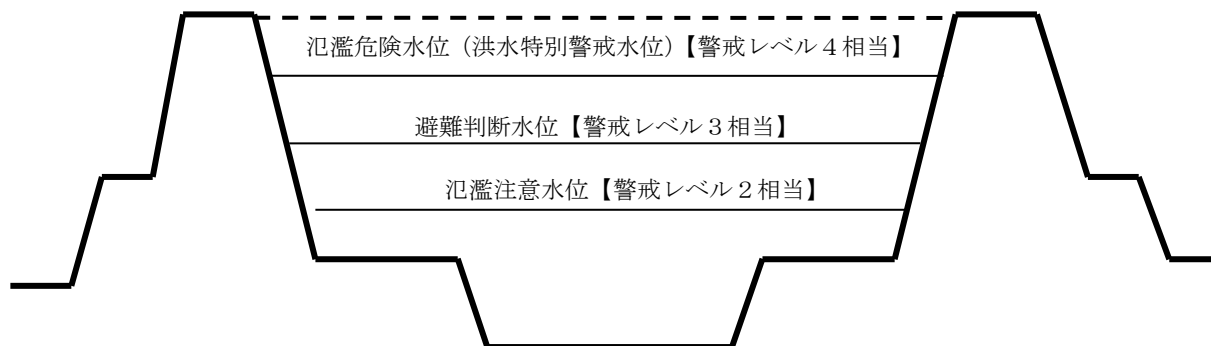 氾濫危険水位（洪水特別警戒水位）【警戒レベル４相当】
避難判断水位【警戒レベル３相当】
氾濫注意水位【警戒レベル２相当】